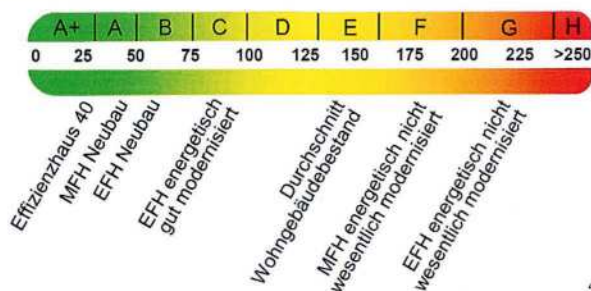 A+ A B C D E F G H
0 25 50 75 100 125 150 175 200 225 >250
Effizienzhaus 40
MFH Neubau
EFH Neubau
EFH energetisch
gut modernisiert
Durchschnitt
Wohngebäudebestand
MFH energetisch nicht
wesentlich modernisiert
EFH energetisch nicht
wesentlich modernisiert